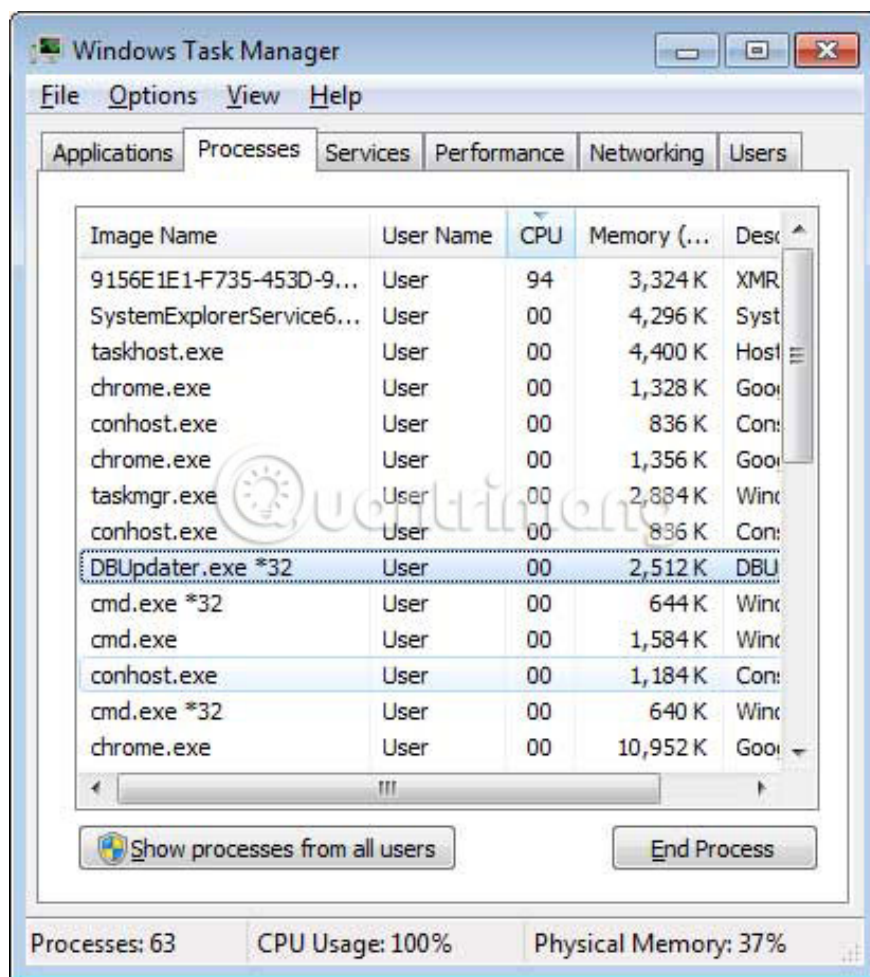 Windows Task Manager
File Options View Help
Applications Processes Services Performance Networking Users
Image Name User Name CPU Memory (... Desc
9156E1E1-F735-453D-9... User 94 3,324 K XMR
SystemExplorerService6... User 00 4,296 K Syst
taskhost.exe User 00 4,400 K Host
chrome.exe User 00 1,328 K Goo
conhost.exe User 00 836 K Con
chrome.exe User 00 1,356 K Goo
taskmgr.exe User 00 2,884 K Winc
conhost.exe User 00 836 K Con
DBUpdater.exe *32 User 00 2,512 K DBU
cmd.exe *32 User 00 644 K Winc
cmd.exe User 00 1,584 K Winc
conhost.exe User 00 1,184 K Con
cmd.exe *32 User 00 640 K Winc
chrome.exe User 00 10,952 K Goo
Quantrimang
Show processes from all users End Process
Processes: 63 CPU Usage: 100% Physical Memory: 37%